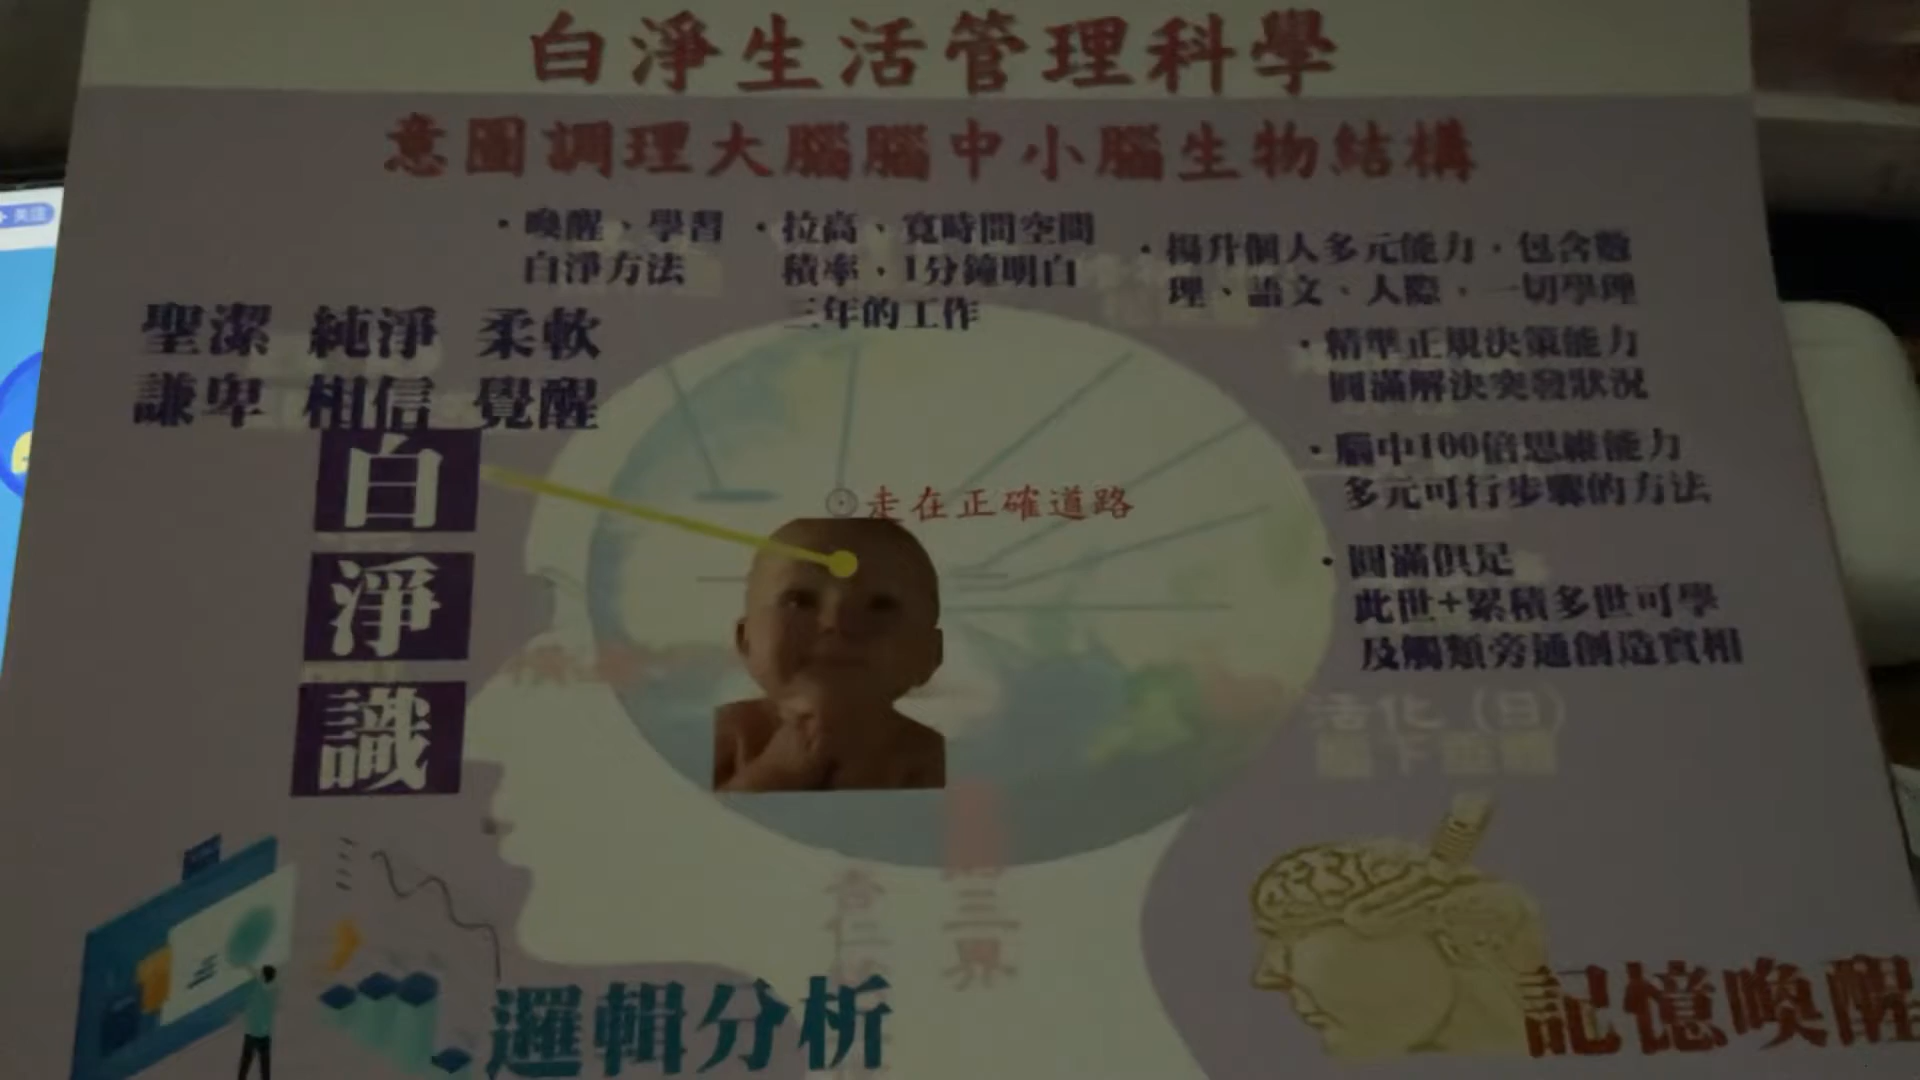 白淨生活管理科學
意圖調理大腦腦中小腦生物結構
・喚醒、學習
白淨方法
・拉高、寬時間空間
積率，1分鐘明白
三年的工作
・揚升個人多元能力，包含數
理、語文、人際，一切學理
・精準正規決策能力
圓滿解決突發狀況
・腦中100倍思維能力
多元可行步驟的方法
・圓滿俱足
此世+累積多世可學
及觸類旁通創造實相
聖潔 純淨 柔軟
謙卑 相信 覺醒
白
淨
識
走在正確道路
活化（白）
三界
邏輯分析
記憶喚醒
关注